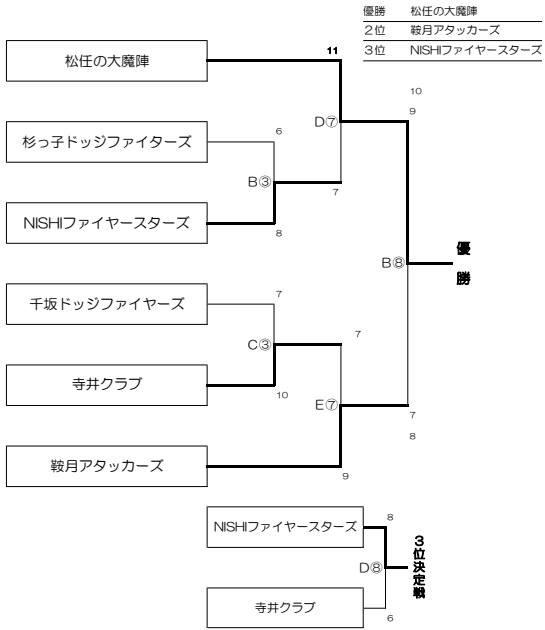 優勝 松任の大魔陣
2位 鞍月アタッカーズ
3位 NISHIファイヤースターズ
11
松任の大魔陣
10
9
D⑦
6
杉っ子ドッジファイターズ
B③
7
NISHIファイヤースターズ
8
優勝
B⑧
7
千坂ドッジファイヤーズ
7
C③
寺井クラブ
10
E⑦
7
8
鞍月アタッカーズ
9
8
NISHIファイヤースターズ
3位決定戦
D⑧
寺井クラブ
6